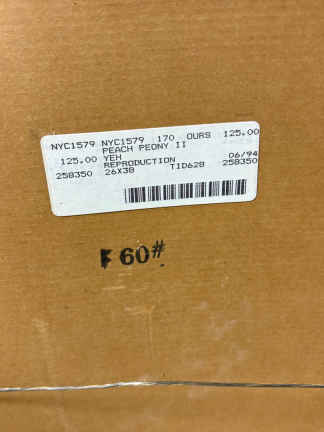 NYC1579 NYC1579 170 OURS 125.00
PEACH PEONY II
125.00 YEH 06/94
REPRODUCTION TID628 258350
258350 26X38
F 60#